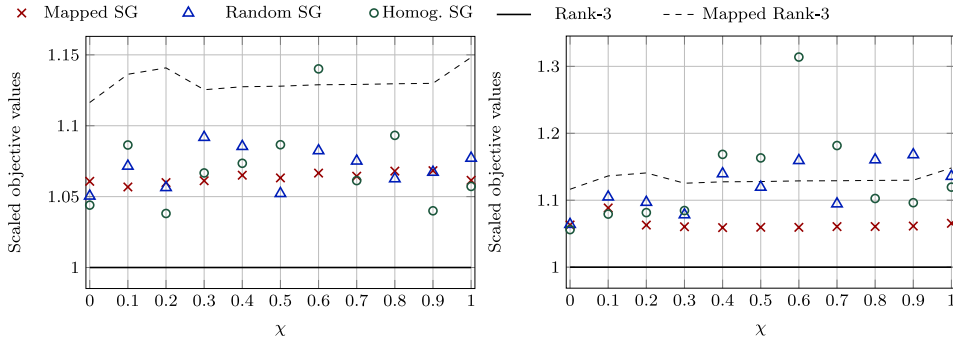 Mapped SG Random SG Homog. SG Rank-3 Mapped Rank-3
Scaled objective values
1.15
1.1
1.05
1
0 0.1 0.2 0.3 0.4 0.5 0.6 0.7 0.8 0.9 1
χ
Scaled objective values
1.3
1.2
1.1
1
0 0.1 0.2 0.3 0.4 0.5 0.6 0.7 0.8 0.9 1
χ